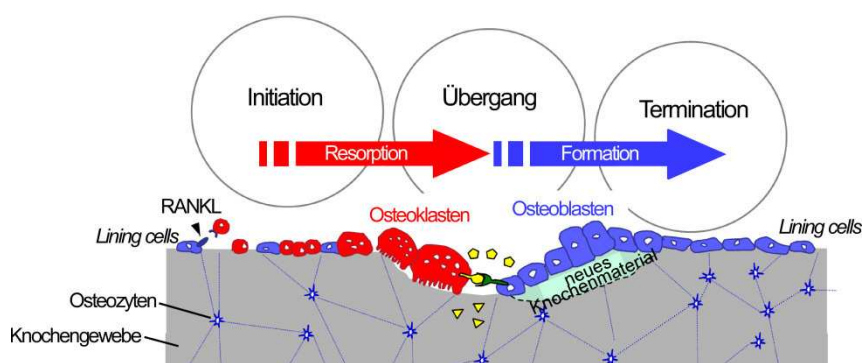 Initiation
Übergang
Termination
Resorption
Formation
RANKL
Osteoklasten
Osteoblasten
Lining cells
Lining cells
neues
Knochenmaterial
Osteozyten
Knochengewebe